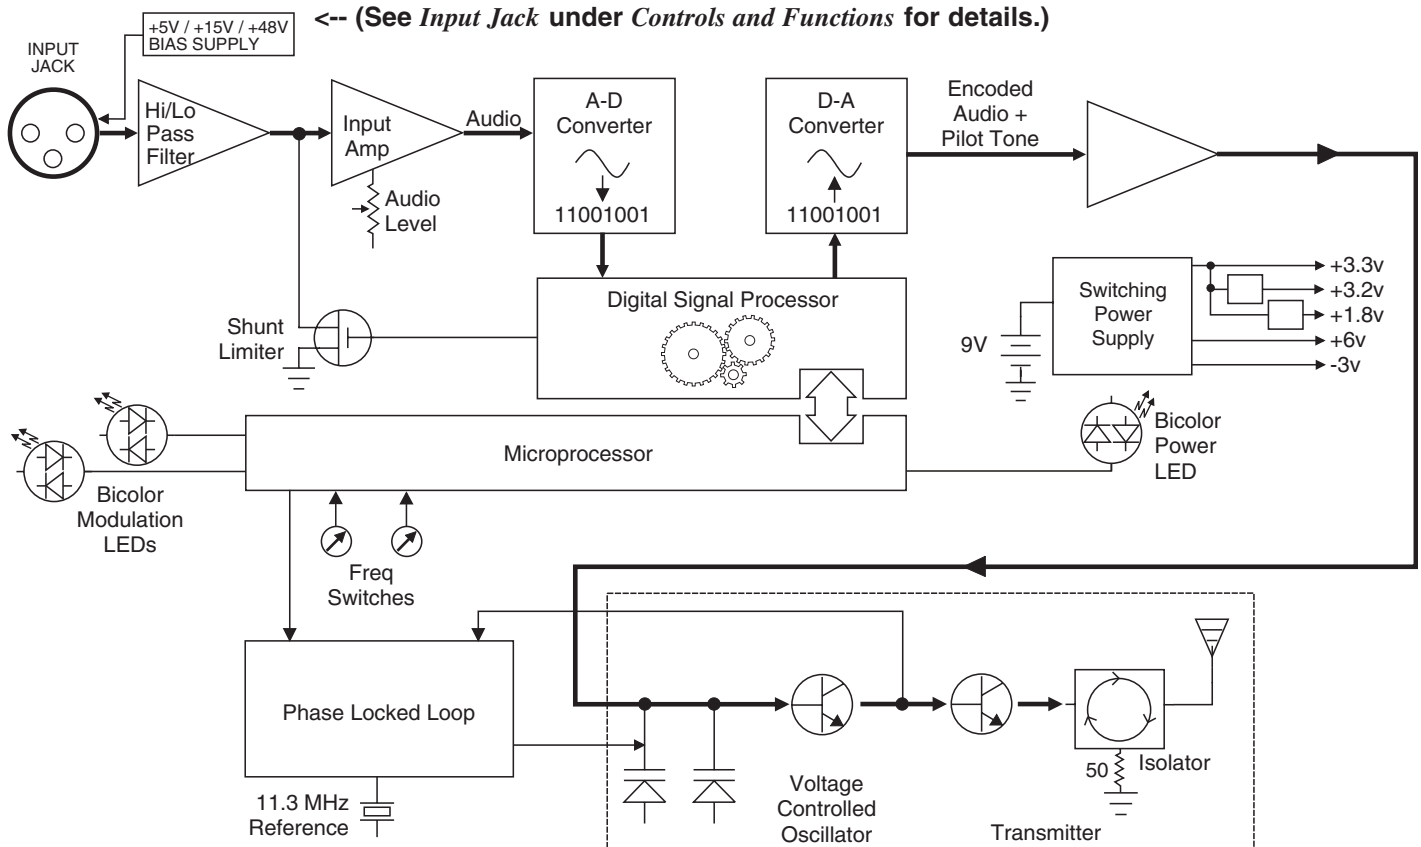 <-- (See Input Jack under Controls and Functions for details.)
+5V / +15V / +48V
BIAS SUPPLY
INPUT
JACK
Hi/Lo
Pass
Filter
Input
Amp
Audio
Audio
Level
A-D
Converter
11001001
D-A
Converter
11001001
Encoded
Audio +
Pilot Tone
Digital Signal Processor
Shunt
Limiter
Switching
Power
Supply
9V
+3.3v
+3.2v
+1.8v
+6v
-3v
Microprocessor
Bicolor
Power
LED
Bicolor
Modulation
LEDs
Freq
Switches
Phase Locked Loop
11.3 MHz
Reference
Voltage
Controlled
Oscillator
50
Isolator
Transmitter